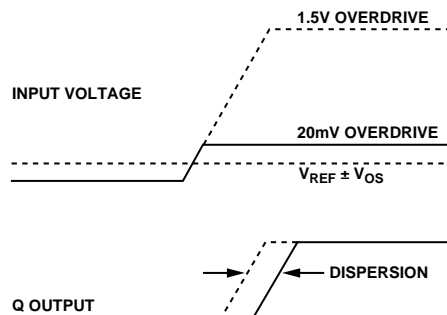 1.5V OVERDRIVE
INPUT VOLTAGE
20mV OVERDRIVE
VREF ± VOS
DISPERSION
Q OUTPUT